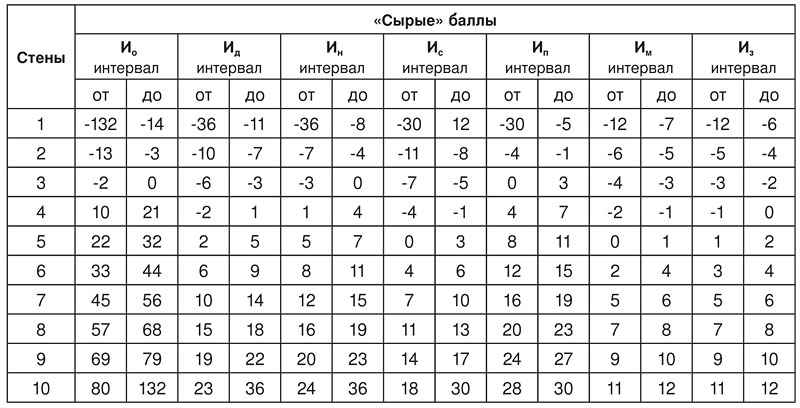 Стены «Сырые» баллы
Ио Ид Ин Ис Ип Им Из
интервал интервал интервал интервал интервал интервал интервал
от до от до от до от до от до от до от до
1 -132 -14 -36 -11 -36 -8 -30 12 -30 -5 -12 -7 -12 -6
2 -13 -3 -10 -7 -7 -4 -11 -8 -4 -1 -6 -5 -5 -4
3 -2 0 -6 -3 -3 0 -7 -5 0 3 -4 -3 -3 -2
4 10 21 -2 1 1 4 -4 -1 4 7 -2 -1 -1 0
5 22 32 2 5 5 7 0 3 8 11 0 1 1 2
6 33 44 6 9 8 11 4 6 12 15 2 4 3 4
7 45 56 10 14 12 15 7 10 16 19 5 6 5 6
8 57 68 15 18 16 19 11 13 20 23 7 8 7 8
9 69 79 19 22 20 23 14 17 24 27 9 10 9 10
10 80 132 23 36 24 36 18 30 28 30 11 12 11 12